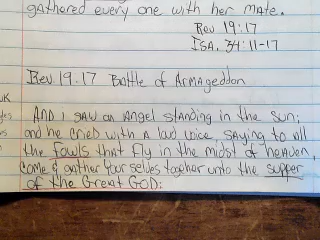 gathered every one with her mate.
Rev 19:17
ISA. 34:11-17
Rev 19:17 Battle of Armageddon
AND I SAW an Angel standing in the sun;
and he cried with a loud voice saying to all
the fowls that fly in the midst of heaven,
come & gather your selves together unto the supper
of the Great GOD: